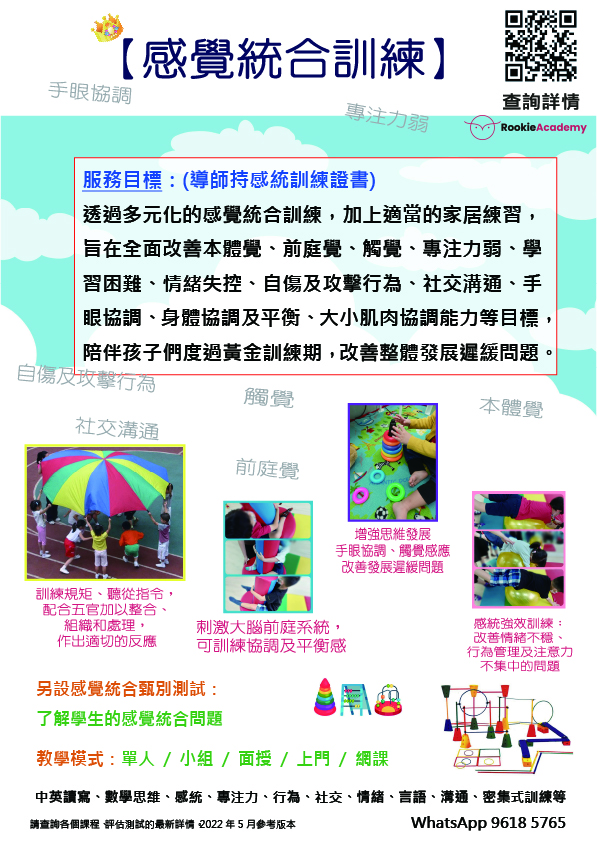 【感覺統合訓練】
查詢詳情
RookieAcademy
手眼協調
專注力弱
服務目標：(導師持感統訓練證書)
透過多元化的感覺統合訓練，加上適當的家居練習，
旨在全面改善本體覺、前庭覺、觸覺、專注力弱、學
習困難、情緒失控、自傷及攻擊行為、社交溝通、手
眼協調、身體協調及平衡、大小肌肉協調能力等目標，
陪伴孩子們度過黃金訓練期，改善整體發展遲緩問題。
自傷及攻擊行為
觸覺
本體覺
社交溝通
前庭覺
訓練規矩、聽從指令，
配合五官加以整合、
組織和處理，
作出適切的反應
刺激大腦前庭系統，
可訓練協調及平衡感
增強思維發展
手眼協調、觸覺感應
改善發展遲緩問題
感統強效訓練：
改善情緒不穩、
行為管理及注意力
不集中的問題
另設感覺統合甄別測試：
了解學生的感覺統合問題
教學模式：單人 / 小組 / 面授 / 上門 / 網課
中英讀寫、數學思維、感統、專注力、行為、社交、情緒、言語、溝通、密集式訓練等
請查詢各個課程、評估測試的最新詳情，2022 年 5 月參考版本
WhatsApp 9618 5765